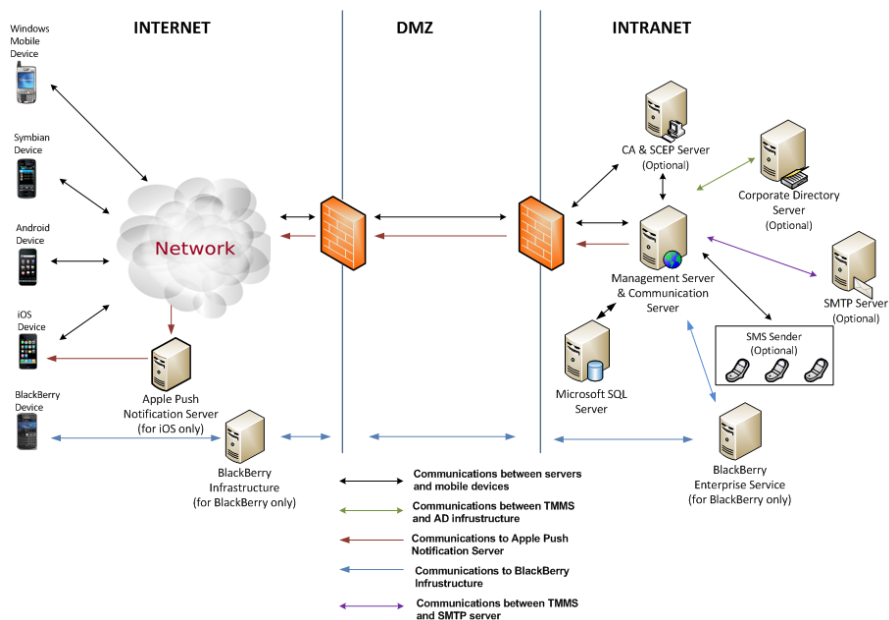 INTERNET
DMZ
INTRANET
Windows
Mobile
Device
Symbian
Device
Android
Device
iOS
Device
BlackBerry
Device
Network
Apple Push
Notification Server
(for iOS only)
BlackBerry
Infrastructure
(for BlackBerry only)
CA & SCEP Server
(Optional)
Corporate Directory
Server
(Optional)
Management Server
& Communication
Server
SMTP Server
(Optional)
SMS Sender
(Optional)
Microsoft SQL
Server
BlackBerry
Enterprise Service
(for BlackBerry only)
Communications between servers
and mobile devices
Communications between TMMS
and AD infrastructure
Communications to Apple Push
Notification Server
Communications to BlackBerry
Infrustructure
Communications between TMMS
and SMTP server